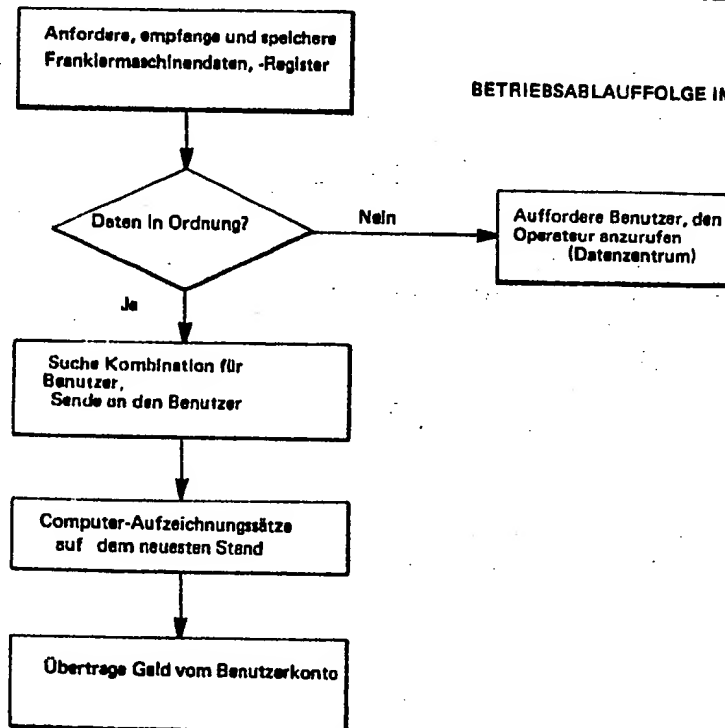 Anfordere, empfange und speichere
Frankiermaschinendaten, -Register
BETRIEBSABLAUFFOLGE IM
Daten in Ordnung?
Nein
Auffordere Benutzer, den
Operateur anzurufen
(Datenzentrum)
Ja
Suche Kombination für
Benutzer,
Sende an den Benutzer
Computer-Aufzeichnungssätze
auf dem neuesten Stand
Übertrage Geld vom Benutzerkonto